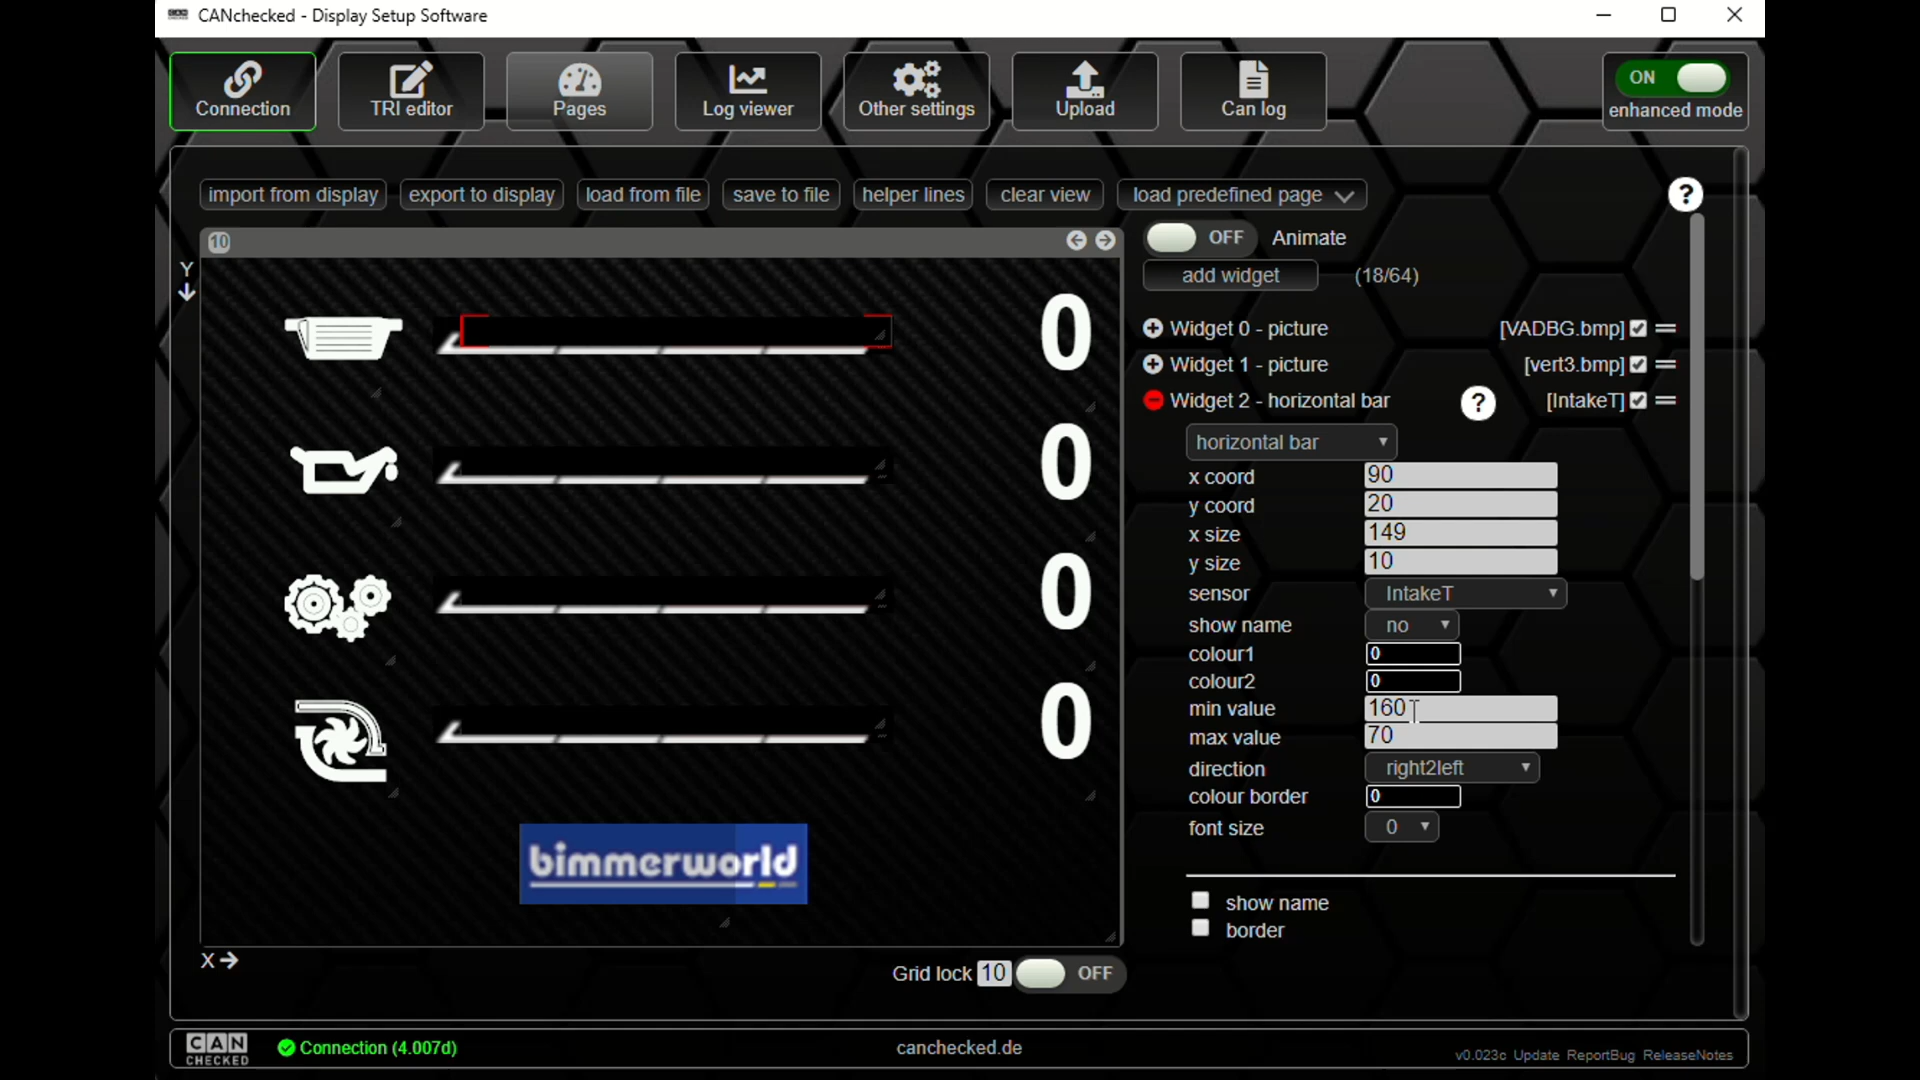 CANchecked - Display Setup Software
Connection
TRI editor
Pages
Log viewer
Other settings
Upload
Can log
ON
enhanced mode
import from display
export to display
load from file
save to file
helper lines
clear view
load predefined page
?
10
OFF Animate
add widget (18/64)
Y
Widget 0 - picture [VADBG.bmp]
Widget 1 - picture [vert3.bmp]
Widget 2 - horizontal bar ? [IntakeT]
horizontal bar
x coord 90
y coord 20
x size 149
y size 10
sensor IntakeT
show name no
colour1 0
colour2 0
min value 160
max value 70
direction right2left
colour border 0
font size 0
show name
border
0
0
0
0
bimmerworld
X
Grid lock 10 OFF
CAN
CHECKED
Connection (4.007d)
canchecked.de
v0.023c Update ReportBug ReleaseNotes